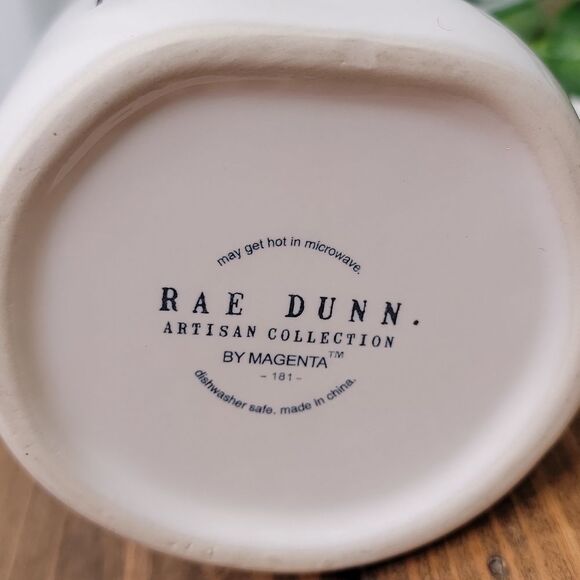 may get hot in microwave.
RAE DUNN.
ARTISAN COLLECTION
BY MAGENTA™
- 181 -
dishwasher safe. made in china.